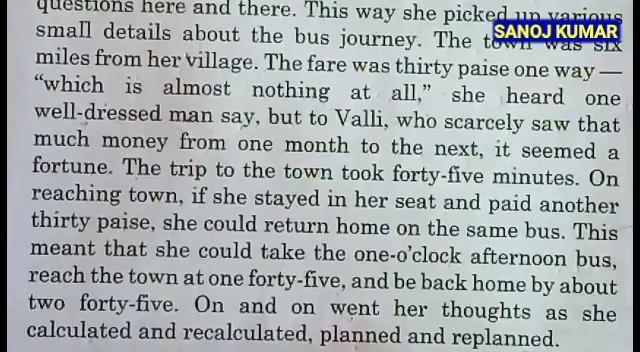 questions here and there. This way she picked up various
SANOJ KUMAR
small details about the bus journey. The town was six
miles from her village. The fare was thirty paise one way —
“which is almost nothing at all,” she heard one
well-dressed man say, but to Valli, who scarcely saw that
much money from one month to the next, it seemed a
fortune. The trip to the town took forty-five minutes. On
reaching town, if she stayed in her seat and paid another
thirty paise, she could return home on the same bus. This
meant that she could take the one-o’clock afternoon bus,
reach the town at one forty-five, and be back home by about
two forty-five. On and on went her thoughts as she
calculated and recalculated, planned and replanned.